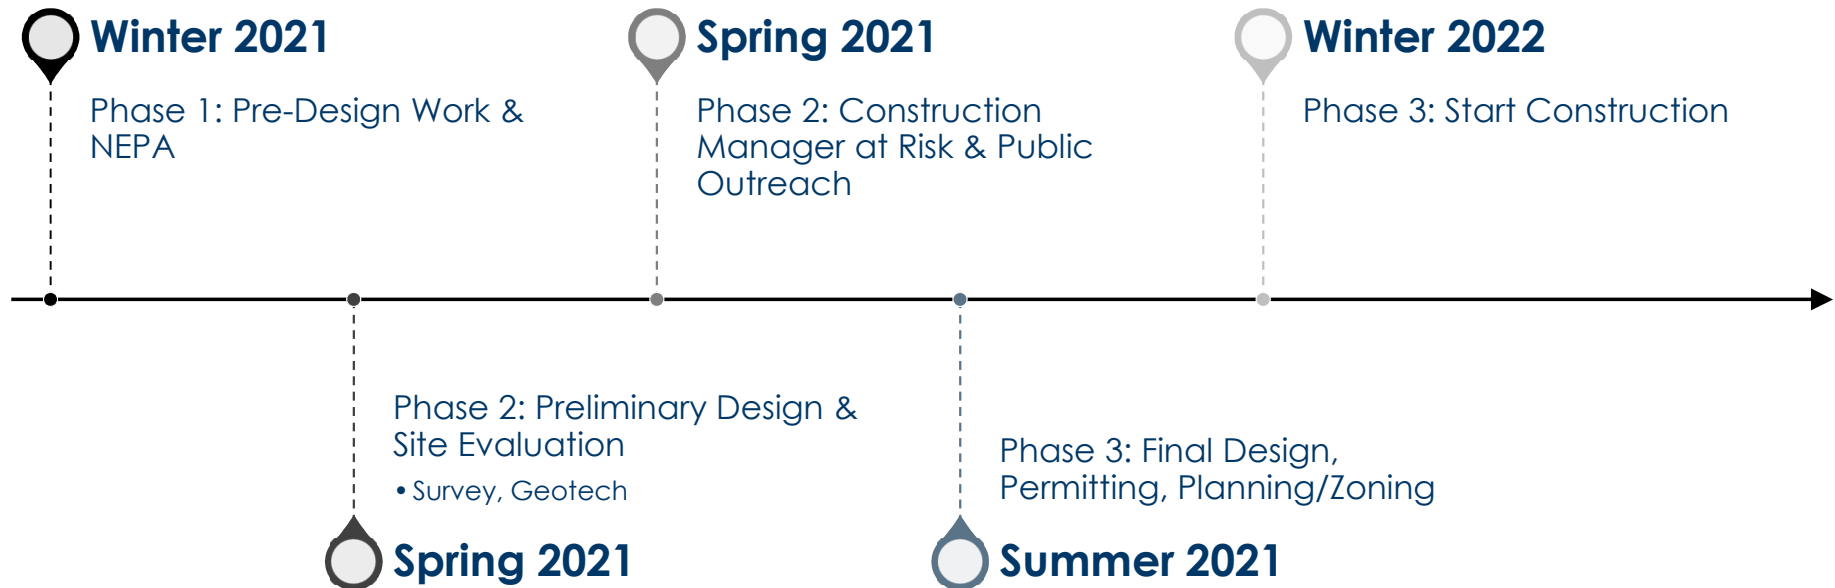 Winter 2021
Phase 1: Pre-Design Work &
NEPA
Spring 2021
Phase 2: Construction
Manager at Risk & Public
Outreach
Winter 2022
Phase 3: Start Construction
Phase 2: Preliminary Design &
Site Evaluation
• Survey, Geotech
Spring 2021
Phase 3: Final Design,
Permitting, Planning/Zoning
Summer 2021